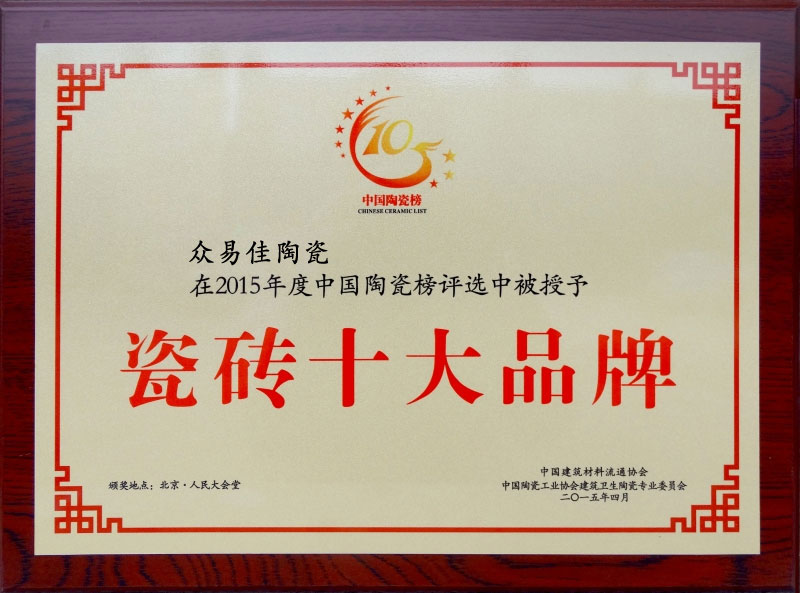 105
中国陶瓷榜
CHINESE CERAMIC LIST
众易佳陶瓷
在2015年度中国陶瓷榜评选中被授予
瓷砖十大品牌
颁奖地点：北京·人民大会堂
中国建筑材料流通协会
中国陶瓷工业协会建筑卫生陶瓷专业委员会
二〇一五年四月